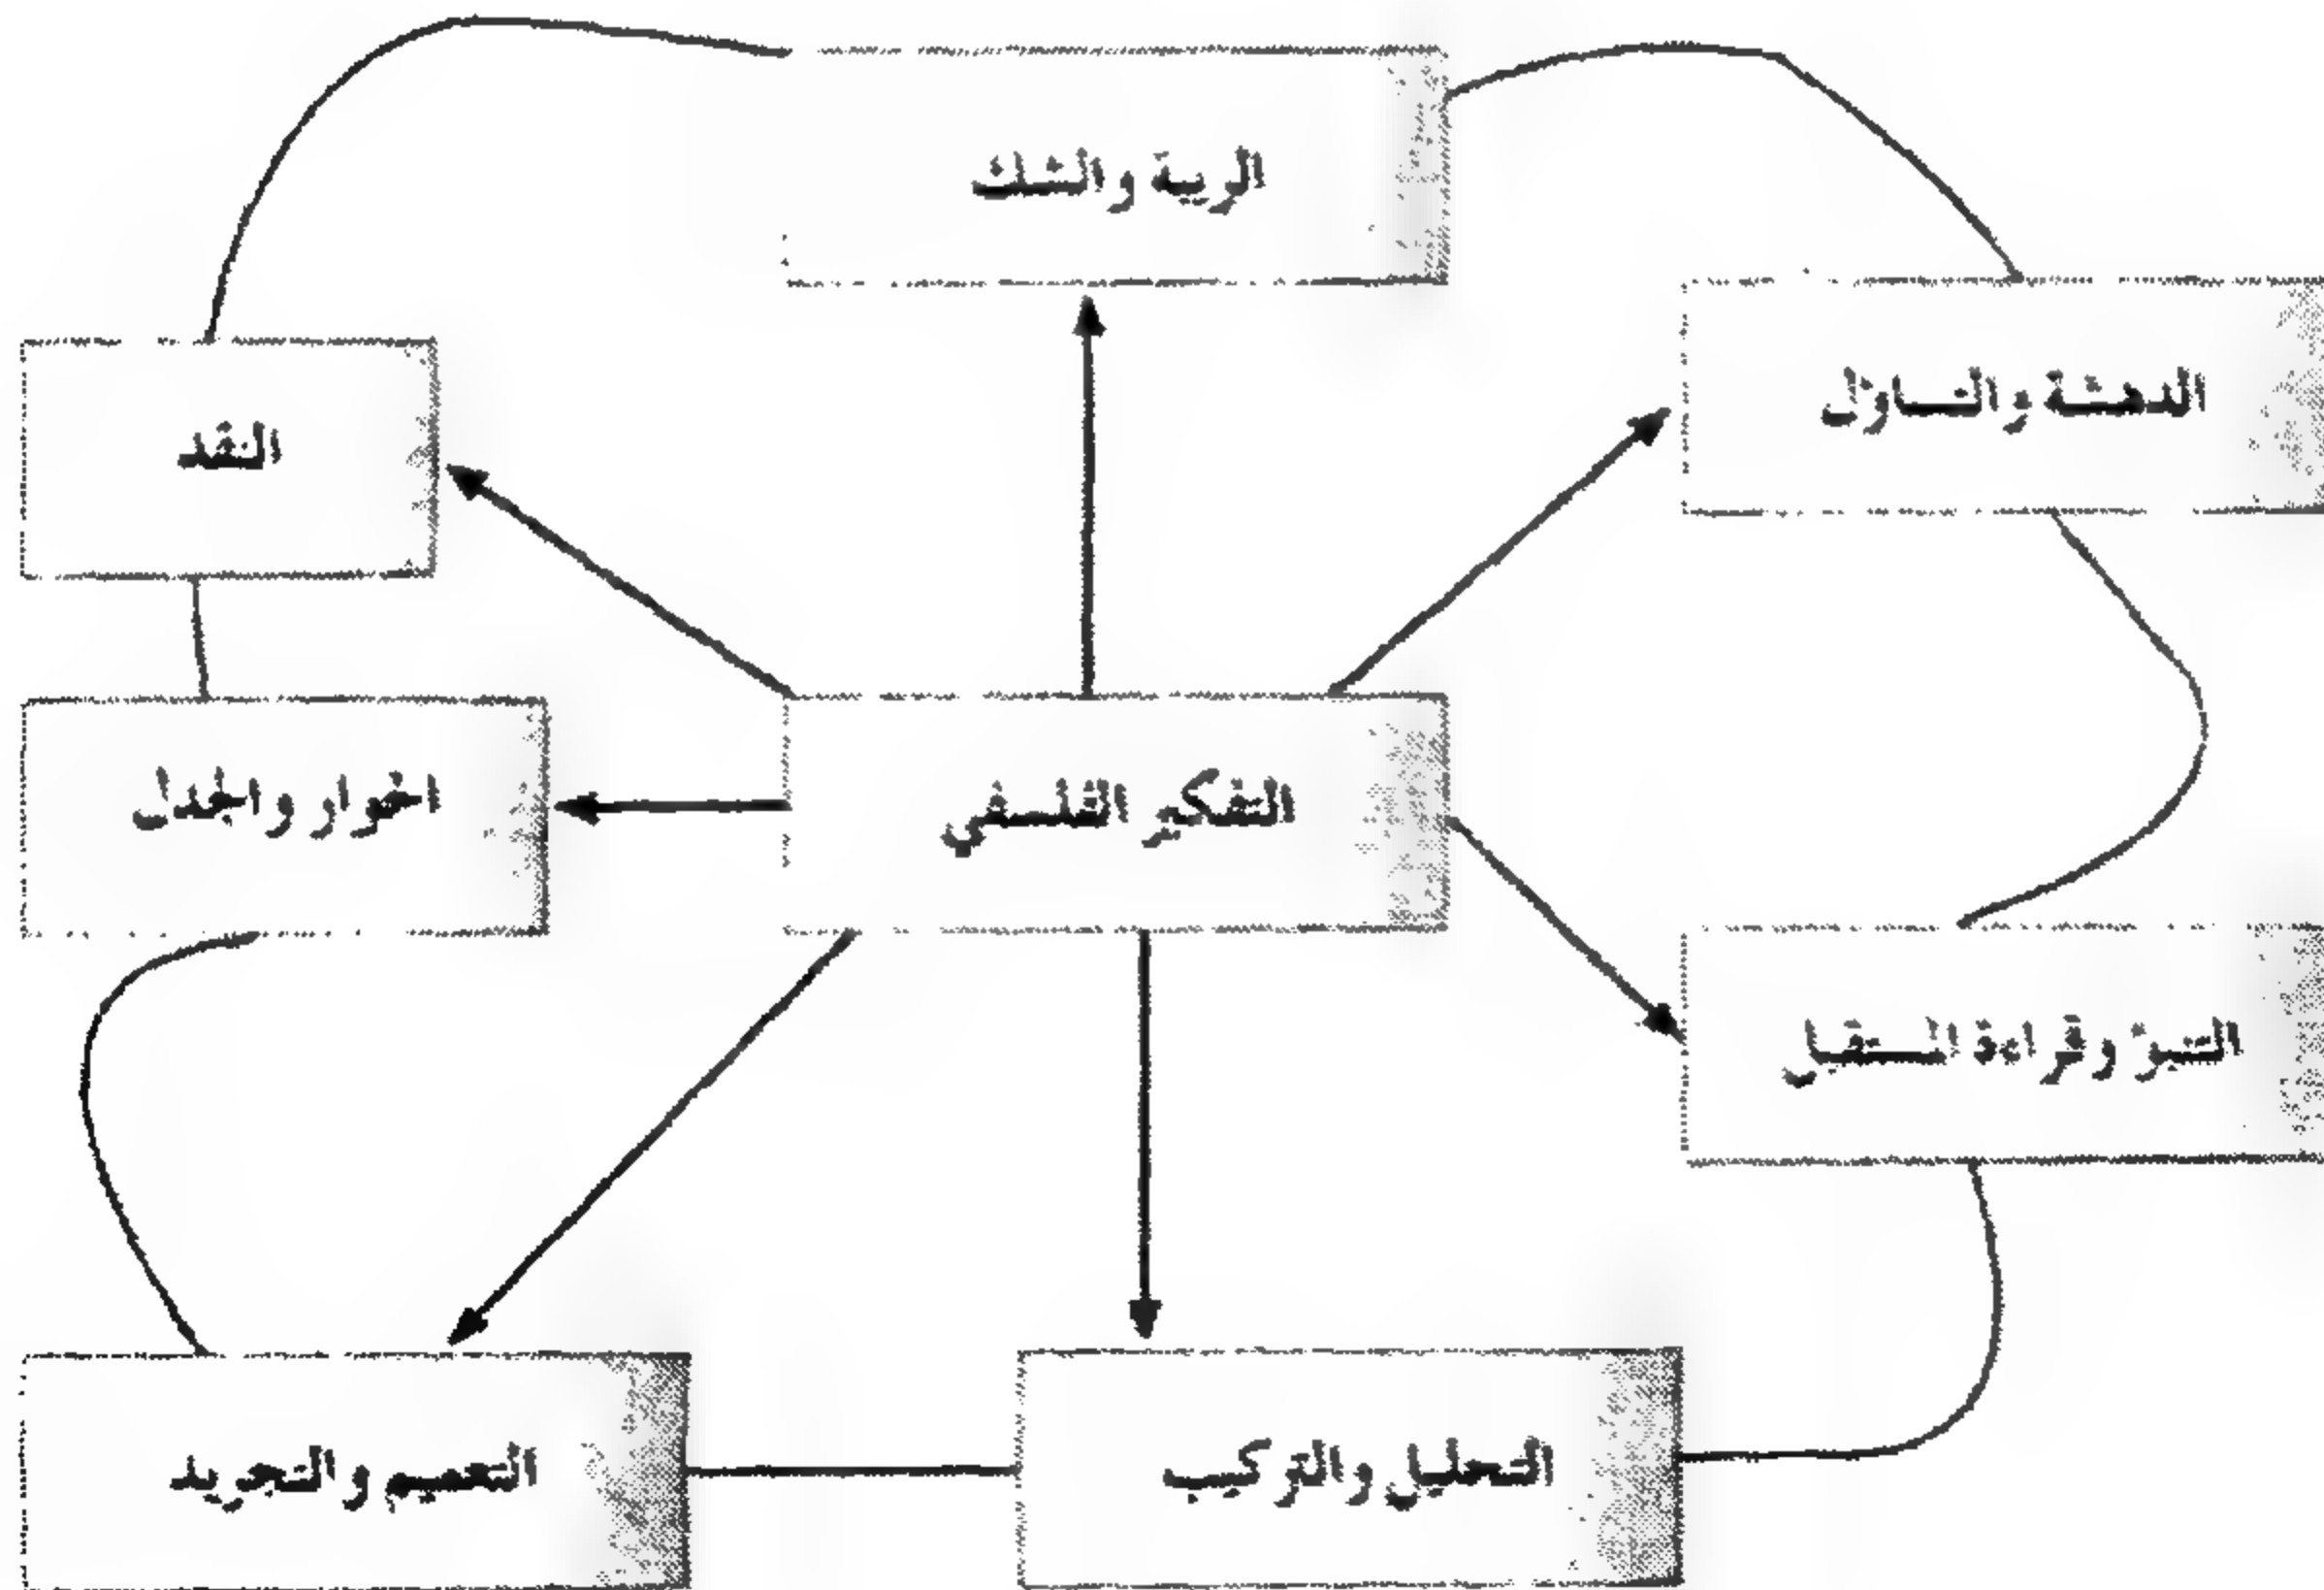 الريبة والشك
الدهشة والتساؤل
النقد
التفكير الفلسفي
الحوار والجدل
التنبؤ وقراءة المستقبل
التحليل والتركيب
التعميم والتجريد